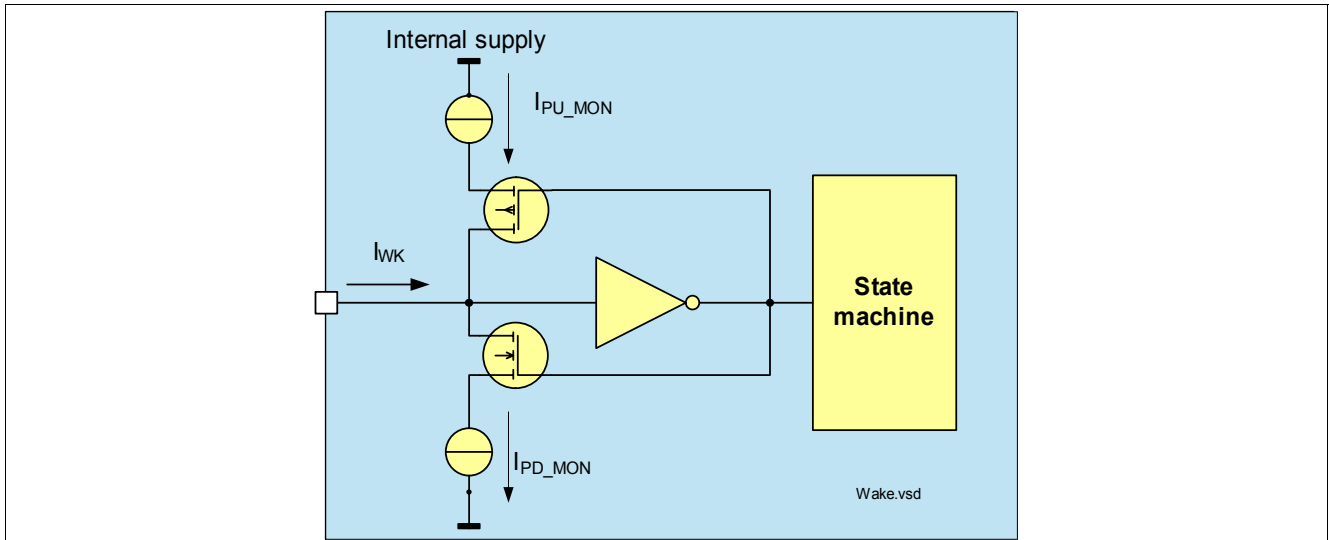 Internal supply
IPU_MON
IWK
State
machine
IPD_MON
Wake.vsd